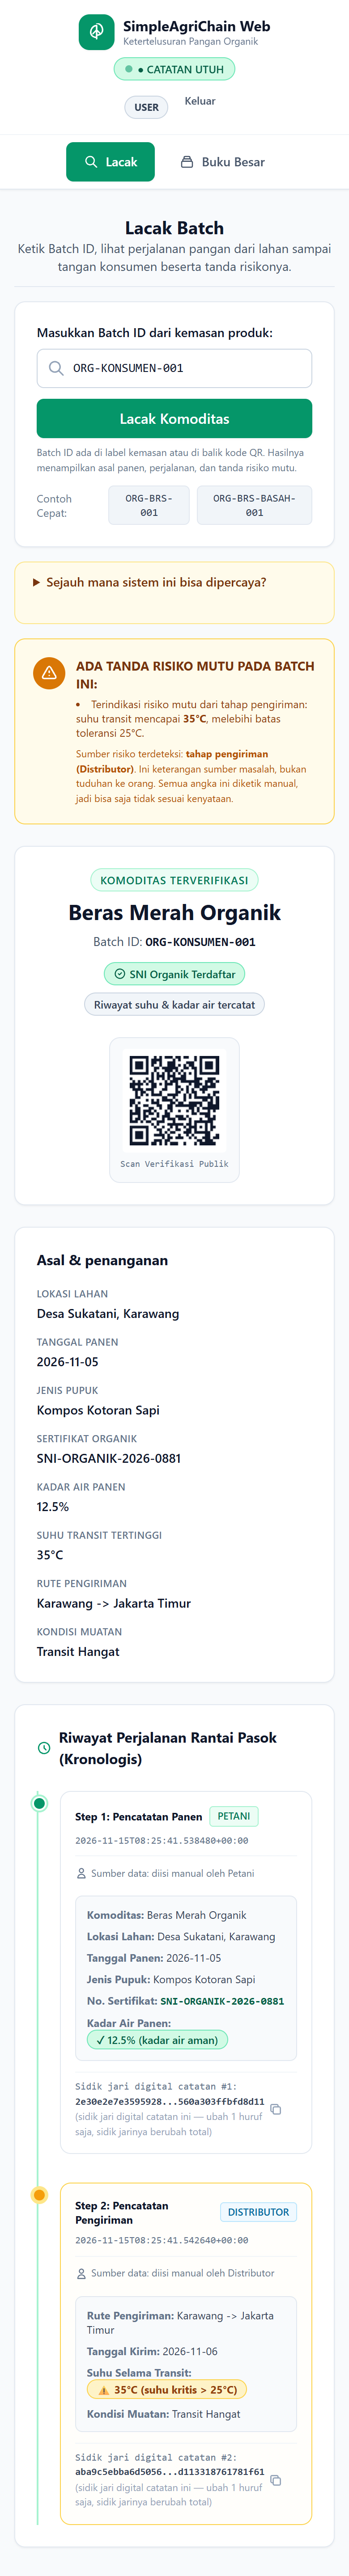 SimpleAgriChain Web
Ketertelusuran Pangan Organik
● CATATAN UTUH
USER
Keluar
Lacak
Buku Besar
Lacak Batch
Ketik Batch ID, lihat perjalanan pangan dari lahan sampai
tangan konsumen beserta tanda risikonya.
Masukkan Batch ID dari kemasan produk:
ORG-KONSUMEN-001
Lacak Komoditas
Batch ID ada di label kemasan atau di balik kode QR. Hasilnya
menampilkan asal panen, perjalanan, dan tanda risiko mutu.
Contoh
Cepat:
ORG-BRS-
001
ORG-BRS-BASAH-
001
▶ Sejauh mana sistem ini bisa dipercaya?
ADA TANDA RISIKO MUTU PADA BATCH
INI:
• Terindikasi risiko mutu dari tahap pengiriman:
suhu transit mencapai 35°C, melebihi batas
toleransi 25°C.
Sumber risiko terdeteksi: tahap pengiriman
(Distributor). Ini keterangan sumber masalah, bukan
tuduhan ke orang. Semua angka ini diketik manual,
jadi bisa saja tidak sesuai kenyataan.
KOMODITAS TERVERIFIKASI
Beras Merah Organik
Batch ID: ORG-KONSUMEN-001
SNI Organik Terdaftar
Riwayat suhu & kadar air tercatat
Scan Verifikasi Publik
Asal & penanganan
LOKASI LAHAN
Desa Sukatani, Karawang
TANGGAL PANEN
2026-11-05
JENIS PUPUK
Kompos Kotoran Sapi
SERTIFIKAT ORGANIK
SNI-ORGANIK-2026-0881
KADAR AIR PANEN
12.5%
SUHU TRANSIT TERTINGGI
35°C
RUTE PENGIRIMAN
Karawang -> Jakarta Timur
KONDISI MUATAN
Transit Hangat
Riwayat Perjalanan Rantai Pasok
(Kronologis)
Step 1: Pencatatan Panen
PETANI
2026-11-15T08:25:41.538480+00:00
Sumber data: diisi manual oleh Petani
Komoditas: Beras Merah Organik
Lokasi Lahan: Desa Sukatani, Karawang
Tanggal Panen: 2026-11-05
Jenis Pupuk: Kompos Kotoran Sapi
No. Sertifikat: SNI-ORGANIK-2026-0881
Kadar Air Panen:
✓ 12.5% (kadar air aman)
Sidik jari digital catatan #1:
2e30e2e7e3595928...560a303ffbfd8d11
(sidik jari digital catatan ini — ubah 1 huruf
saja, sidik jarinya berubah total)
Step 2: Pencatatan
Pengiriman
DISTRIBUTOR
2026-11-15T08:25:41.542640+00:00
Sumber data: diisi manual oleh Distributor
Rute Pengiriman: Karawang -> Jakarta
Timur
Tanggal Kirim: 2026-11-06
Suhu Selama Transit:
⚠ 35°C (suhu kritis > 25°C)
Kondisi Muatan: Transit Hangat
Sidik jari digital catatan #2:
aba9c5ebba6d5056...d113318761781f61
(sidik jari digital catatan ini — ubah 1 huruf
saja, sidik jarinya berubah total)